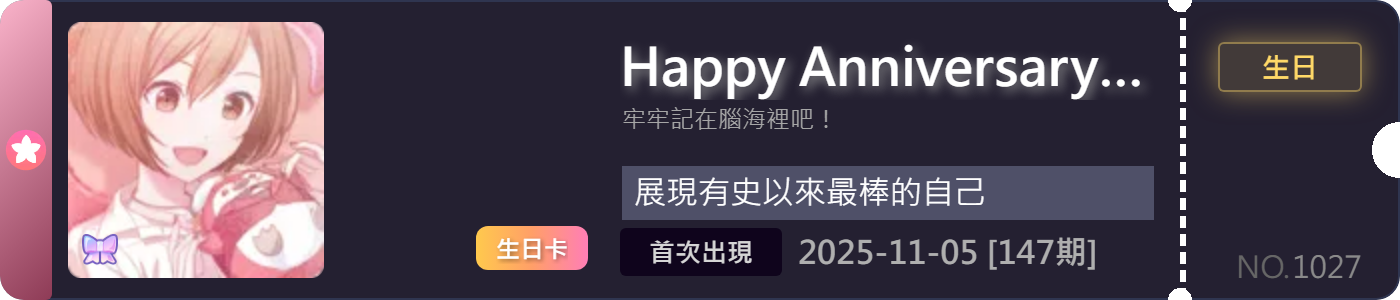 Happy Anniversary...
牢牢記在腦海裡吧！
展現有史以來最棒的自己
生日卡
首次出現
2025-11-05 [147期]
生日
NO.1027